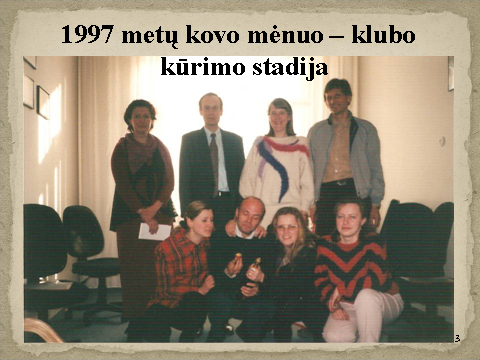 1997 metų kovo mėnuo – klubo
kūrimo stadija
3